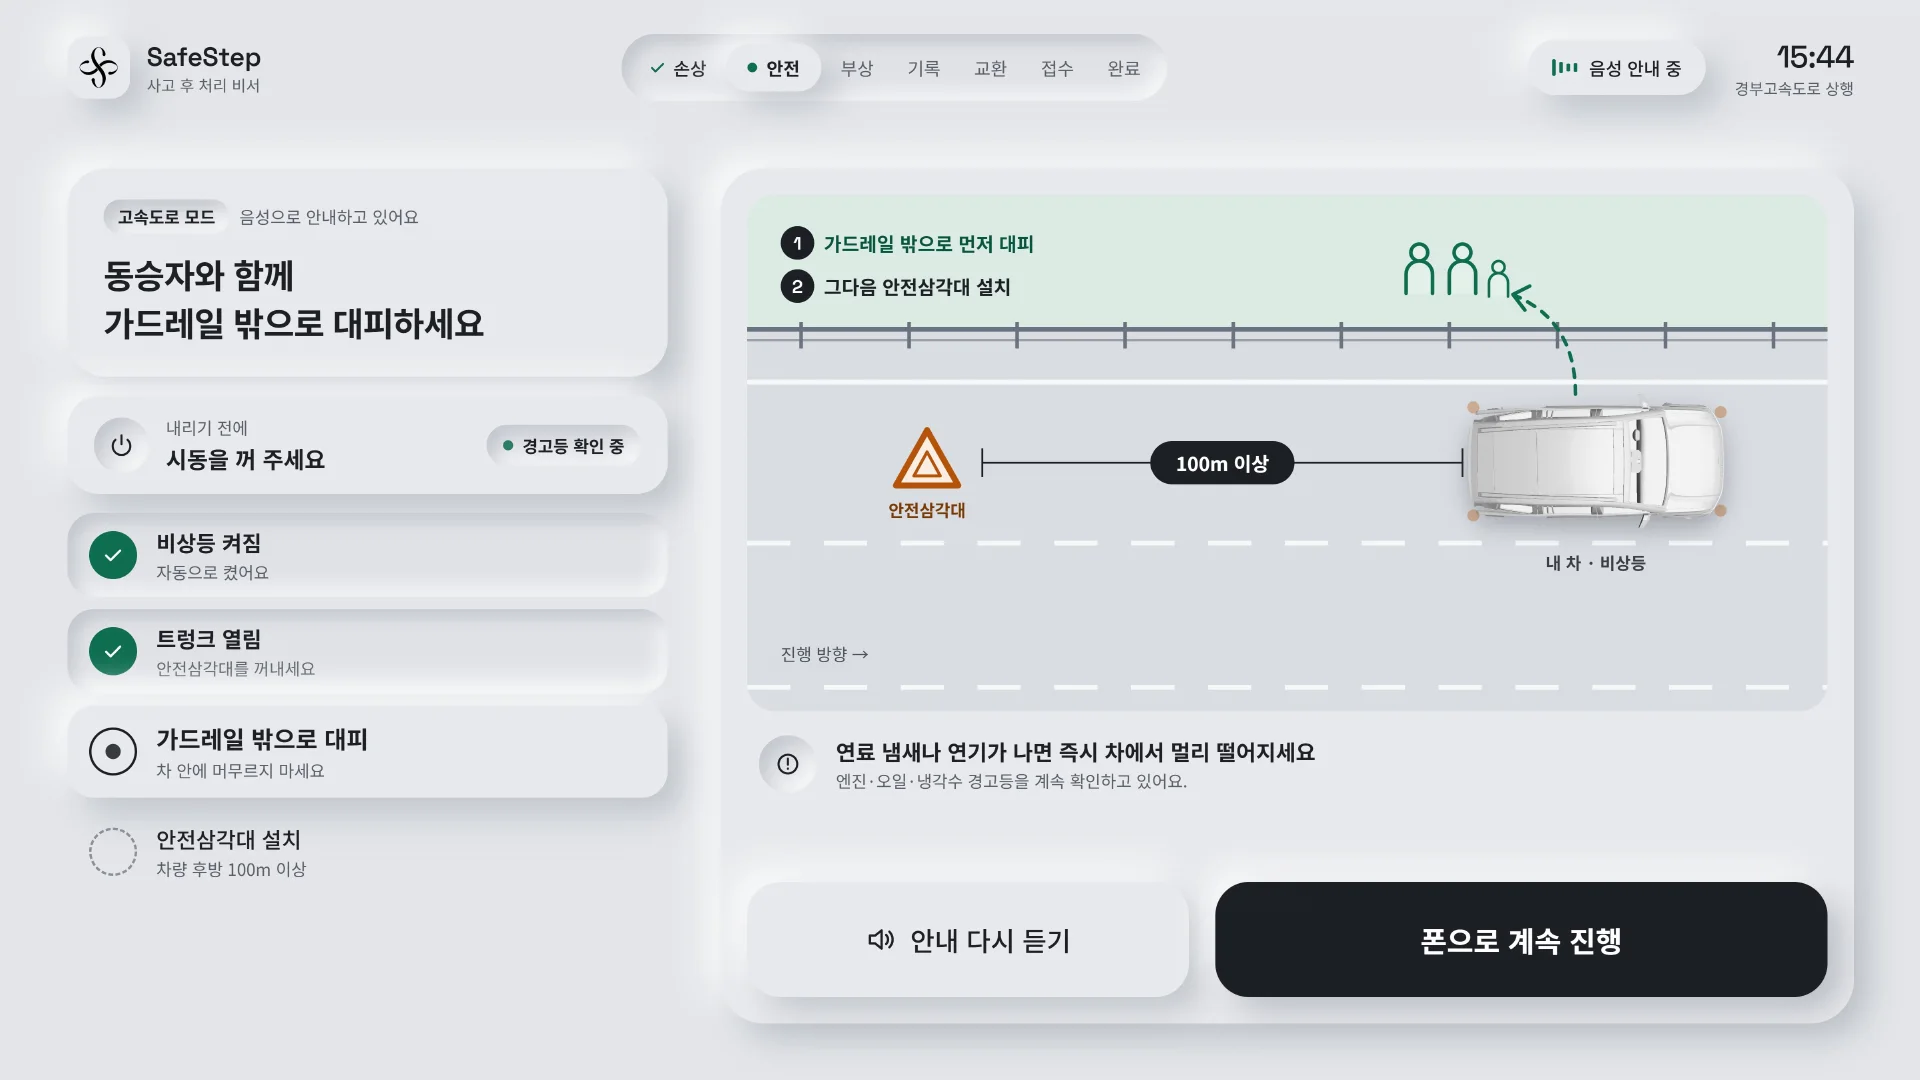 SafeStep
사고 후 처리 비서
손상
안전
부상
기록
교환
접수
완료
음성 안내 중
15:44
경부고속도로 상행
고속도로 모드
음성으로 안내하고 있어요
동승자와 함께
가드레일 밖으로 대피하세요
내리기 전에
시동을 꺼 주세요
경고등 확인 중
비상등 켜짐
자동으로 켰어요
트렁크 열림
안전삼각대를 꺼내세요
가드레일 밖으로 대피
차 안에 머무르지 마세요
안전삼각대 설치
차량 후방 100m 이상
1 가드레일 밖으로 먼저 대피
2 그다음 안전삼각대 설치
100m 이상
안전삼각대
내 차 · 비상등
진행 방향 →
연료 냄새나 연기가 나면 즉시 차에서 멀리 떨어지세요
엔진·오일·냉각수 경고등을 계속 확인하고 있어요.
안내 다시 듣기
폰으로 계속 진행